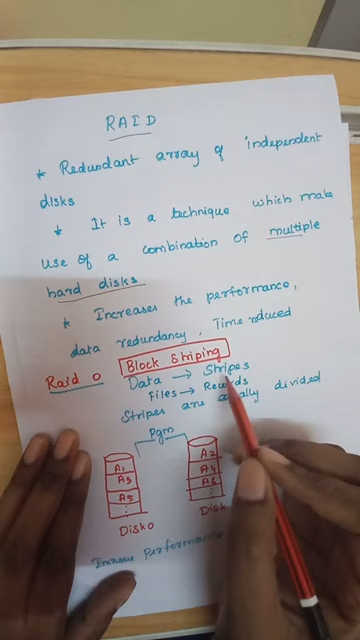 RAID
* Redundant array of independent
disks
* It is a technique which make
use of a combination of multiple
hard disks
* Increases the performance,
data redundancy, Time reduced
Raid 0 Block Striping
Data → Stripes
Files → Records
Stripes are equally divided
Pgm
A1
A3
A5
Disk0
A2
A4
A6
Disk
Increase performance